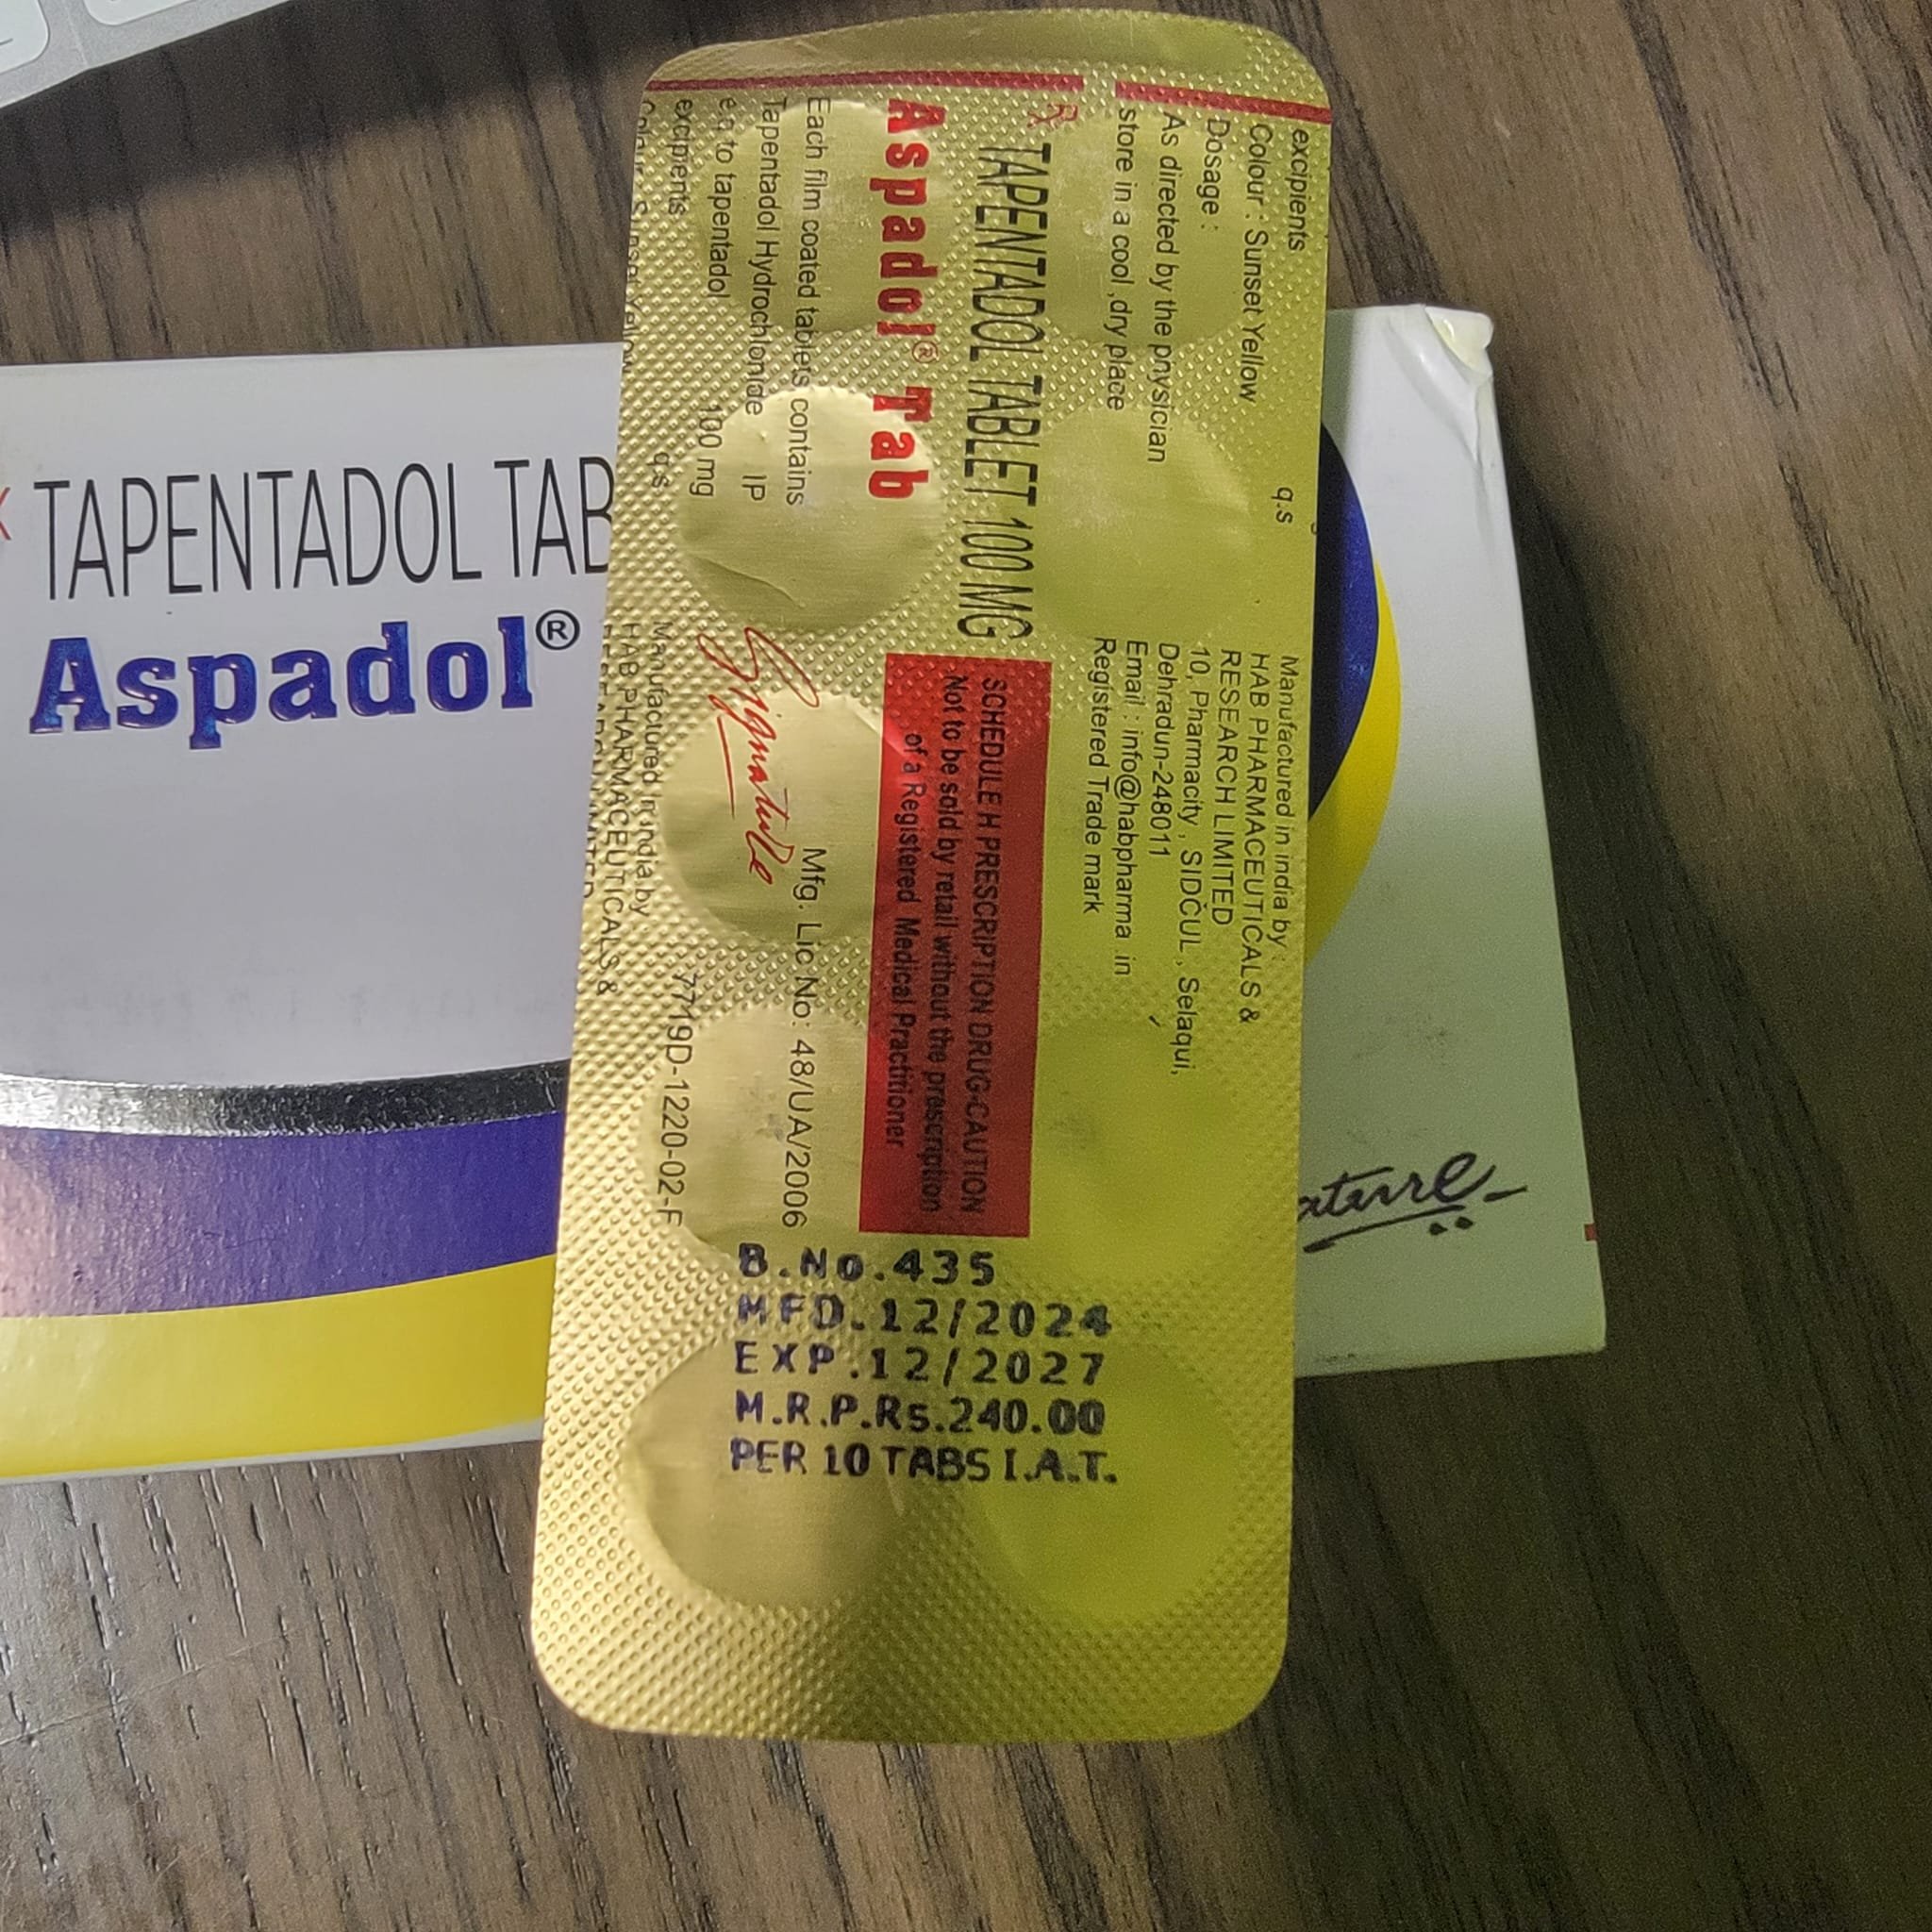 TAPENTADOL TAB
Aspadol®
ature
excipients q.s
Colour : Sunset Yellow
Dosage :
As directed by the physician
store in a cool ,dry place
Rx TAPENTADOL TABLET 100 MG
Aspadol® Tab
Each film coated tablets contains
Tapentadol Hydrochloride IP
e.q to tapentadol 100 mg
excipients q.s
Colour : Sunset Yellow
Manufactured in india by :
HAB PHARMACEUTICALS &
RESEARCH LIMITED
10, Pharmacity , SIDCUL , Selaqui,
Dehradun-248011
Email : info@habpharma .in
Registered Trade mark
SCHEDULE H PRESCRIPTION DRUG-CAUTION
Not to be sold by retail without the prescription
of a Registered Medical Practitioner
Signature
Mfg. Lic No: 48/UA/2006
Manufactured in india by
HAB PHARMACEUTICALS &
7719D-1220-02-F
B.No.435
MFD.12/2024
EXP.12/2027
M.R.P.Rs.240.00
PER 10 TABS I.A.T.